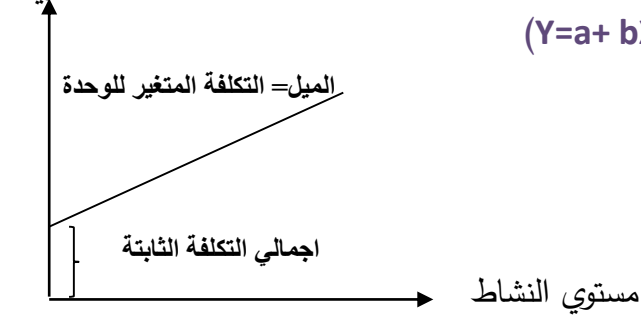 (Y=a+ b
الميل= التكلفة المتغير للوحدة
اجمالي التكلفة الثابتة
مستوي النشاط